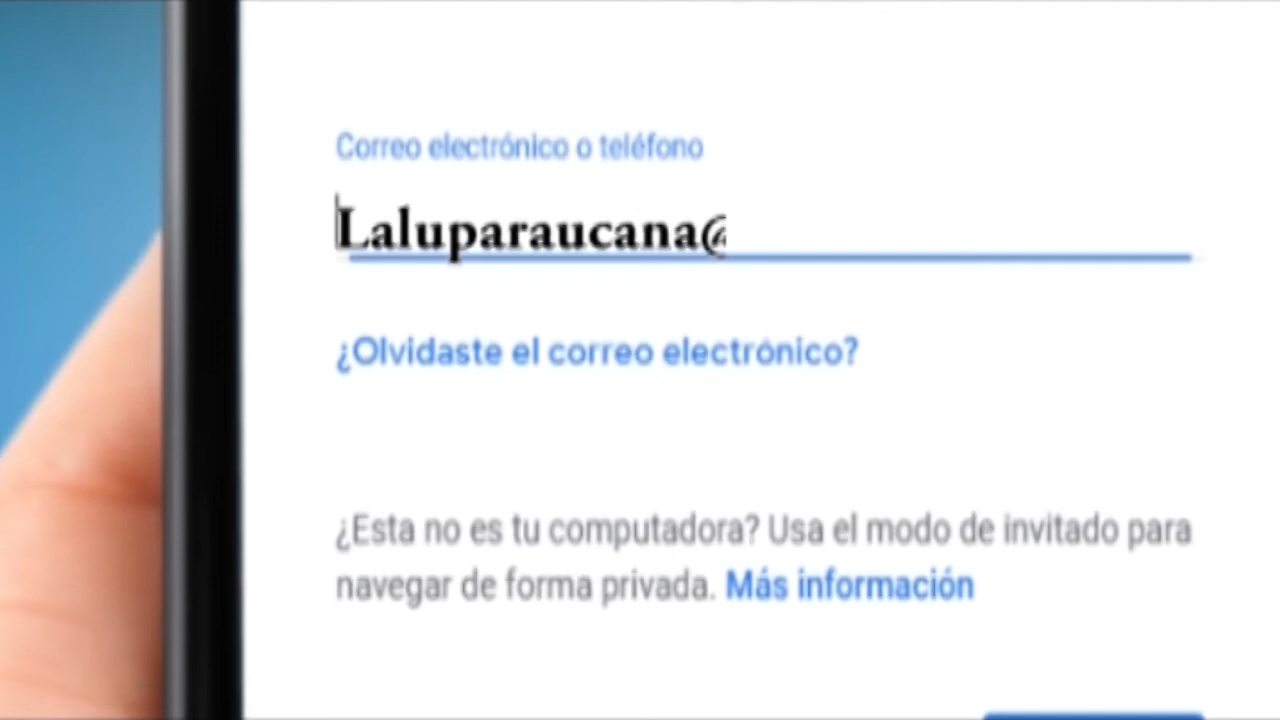 Correo electrónico o teléfono
Laluparaucana@
¿Olvidaste el correo electrónico?
¿Esta no es tu computadora? Usa el modo de invitado para
navegar de forma privada. Más información